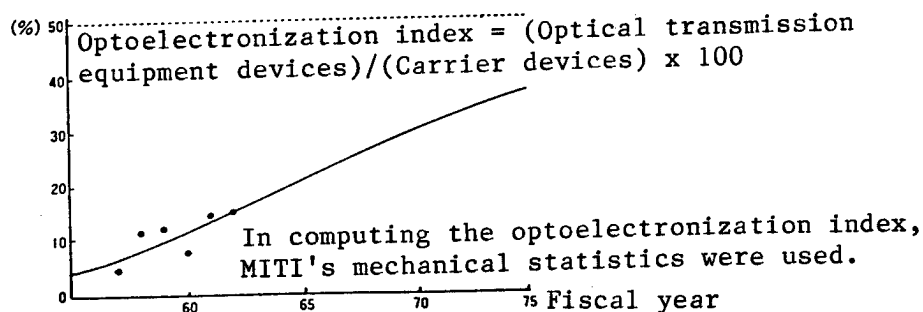 (%) 50
Optoelectronization index = (Optical transmission
equipment devices)/(Carrier devices) x 100
40
30
20
10
In computing the optoelectronization index,
MITI's mechanical statistics were used.
0
60 65 70 75 Fiscal year